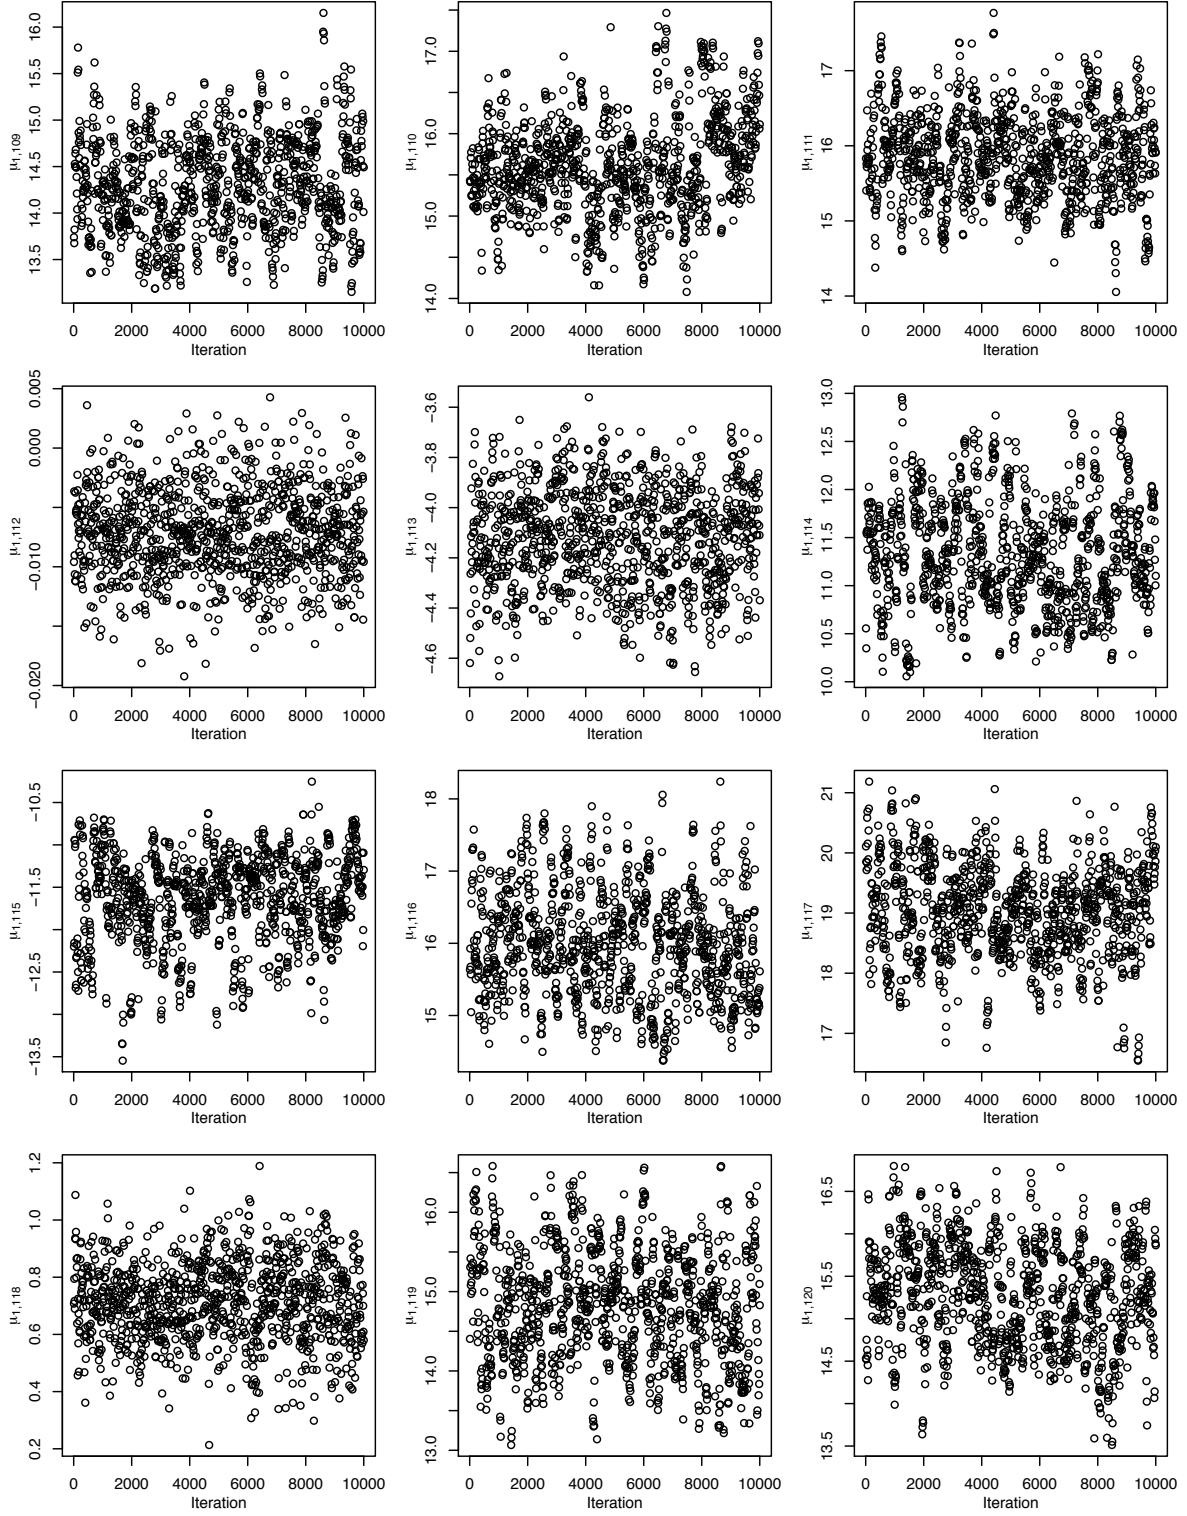 μ1,109
16.0
15.5
15.0
14.5
14.0
13.5
0 2000 4000 6000 8000 10000
Iteration
μ1,110
17.0
16.0
15.0
14.0
0 2000 4000 6000 8000 10000
Iteration
μ1,111
17
16
15
14
0 2000 4000 6000 8000 10000
Iteration
μ1,112
0.005
0.000
−0.010
−0.020
0 2000 4000 6000 8000 10000
Iteration
μ1,113
−3.6
−3.8
−4.0
−4.2
−4.4
−4.6
0 2000 4000 6000 8000 10000
Iteration
μ1,114
13.0
12.5
12.0
11.5
11.0
10.5
10.0
0 2000 4000 6000 8000 10000
Iteration
μ1,115
−10.5
−11.5
−12.5
−13.5
0 2000 4000 6000 8000 10000
Iteration
μ1,116
18
17
16
15
0 2000 4000 6000 8000 10000
Iteration
μ1,117
21
20
19
18
17
0 2000 4000 6000 8000 10000
Iteration
μ1,118
1.2
1.0
0.8
0.6
0.4
0.2
0 2000 4000 6000 8000 10000
Iteration
μ1,119
16.0
15.0
14.0
13.0
0 2000 4000 6000 8000 10000
Iteration
μ1,120
16.5
15.5
14.5
13.5
0 2000 4000 6000 8000 10000
Iteration